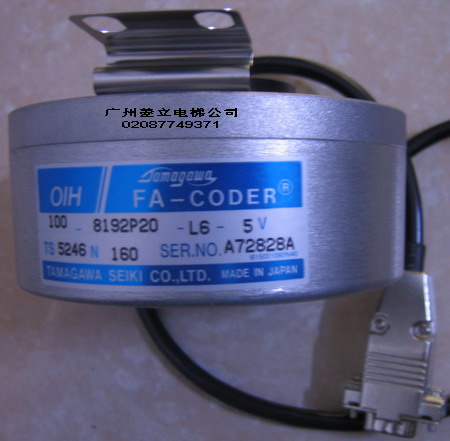 广州菱立电梯公司
02087749371
Tamagawa
OIH FA-CODER®
100 - 8192P20 - L6 - 5 V
TS 5246 N 160 SER.NO. A72828A
TAMAGAWA SEIKI CO.,LTD. MADE IN JAPAN